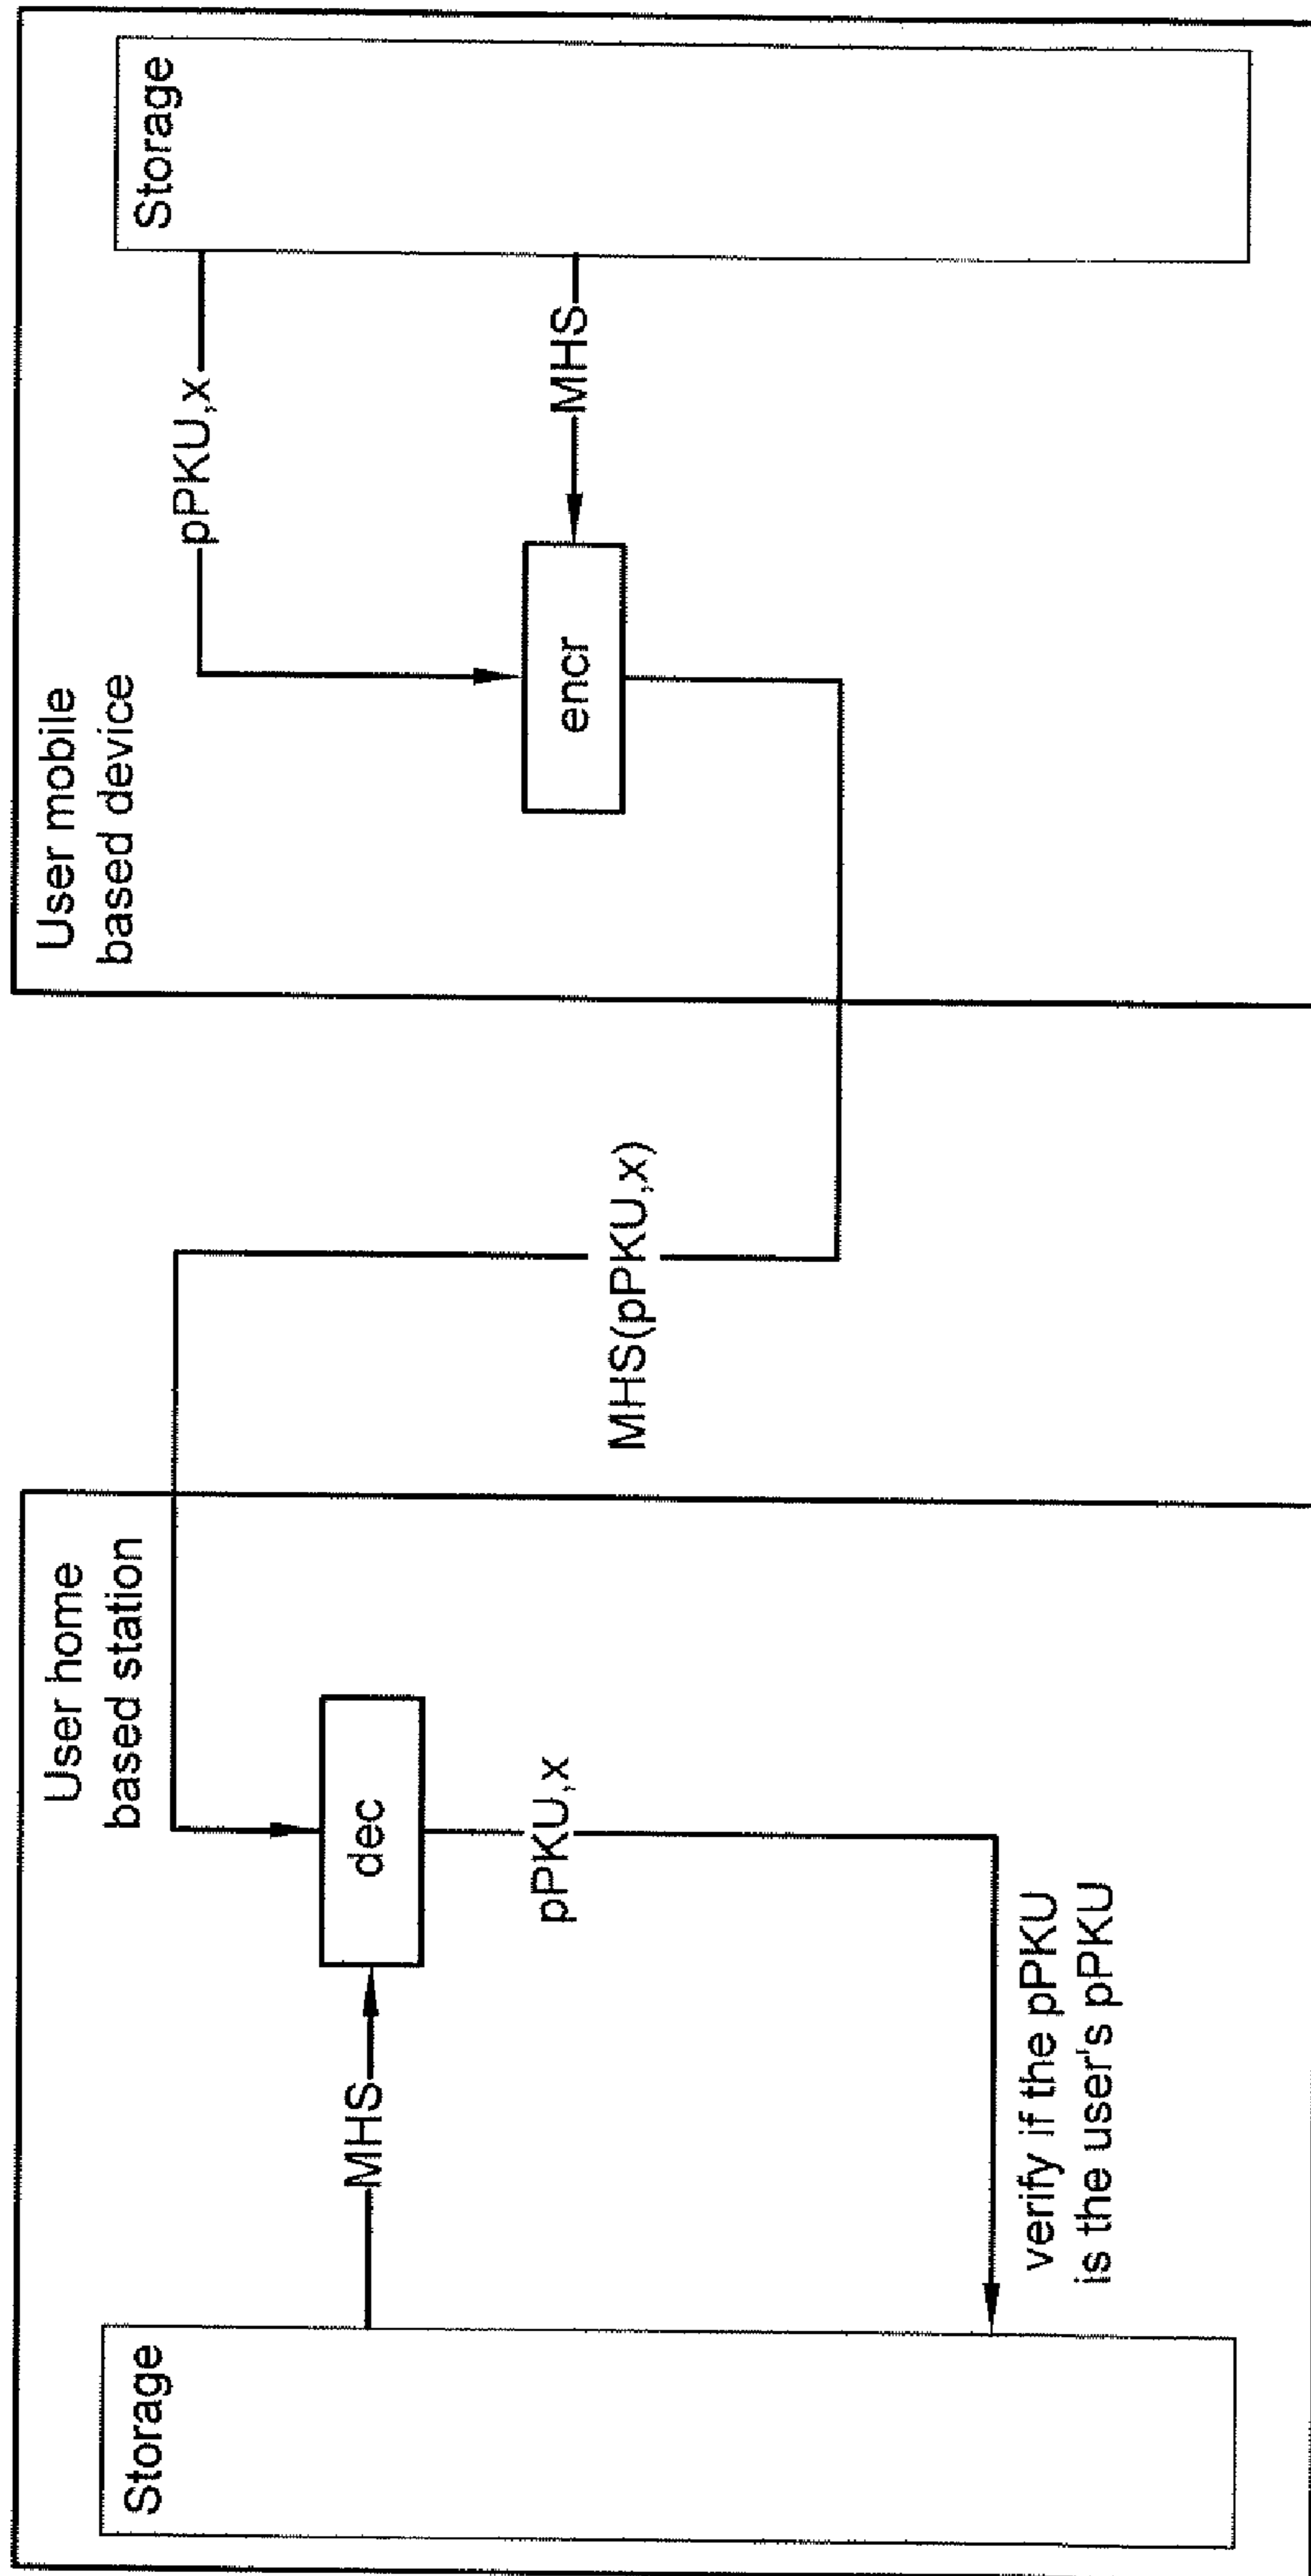 User home
based station
Storage
MHS
dec
pPKU,x
verify if the pPKU
is the user's pPKU
MHS(pPKU,x)
User mobile
based device
Storage
pPKU,x
MHS
encr